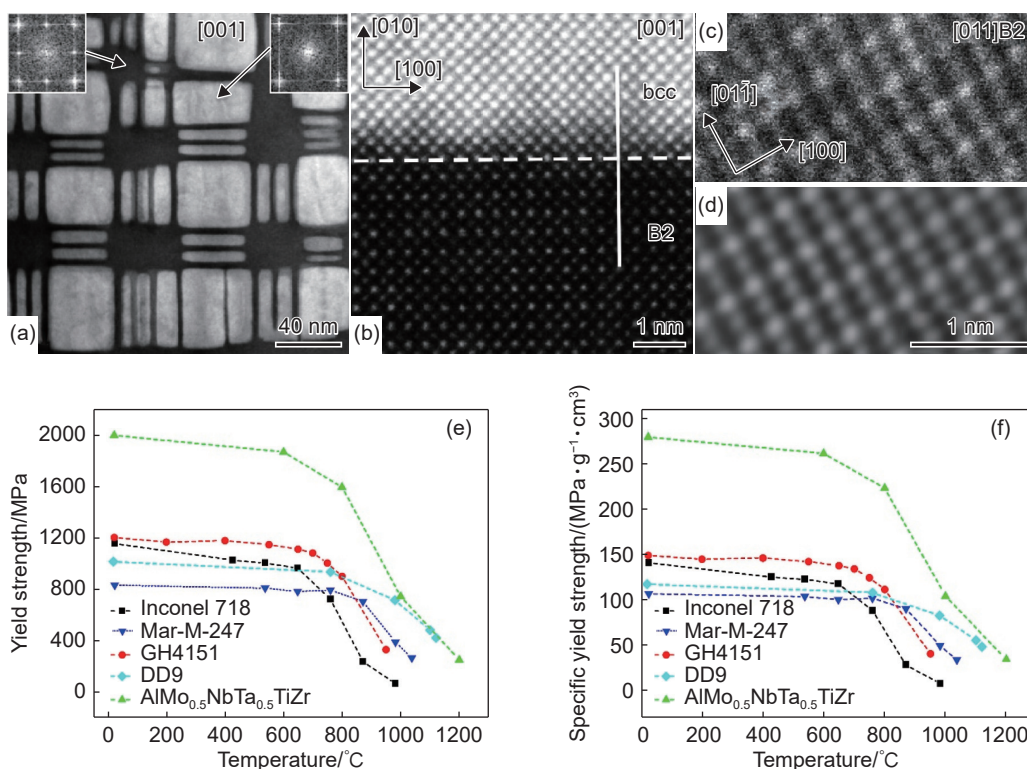 [001]
(a)
40 nm
[010]
[100]
[001]
bcc
B2
(b)
1 nm
(c)
[011]B2
[011̄]
[100]
(d)
1 nm
(e)
Yield strength/MPa
2000
1600
1200
800
400
0
Inconel 718
Mar-M-247
GH4151
DD9
AlMo0.5NbTa0.5TiZr
0 200 400 600 800 1000 1200
Temperature/°C
(f)
Specific yield strength/(MPa·g⁻¹·cm³)
300
250
200
150
100
50
0
Inconel 718
Mar-M-247
GH4151
DD9
AlMo0.5NbTa0.5TiZr
0 200 400 600 800 1000 1200
Temperature/°C